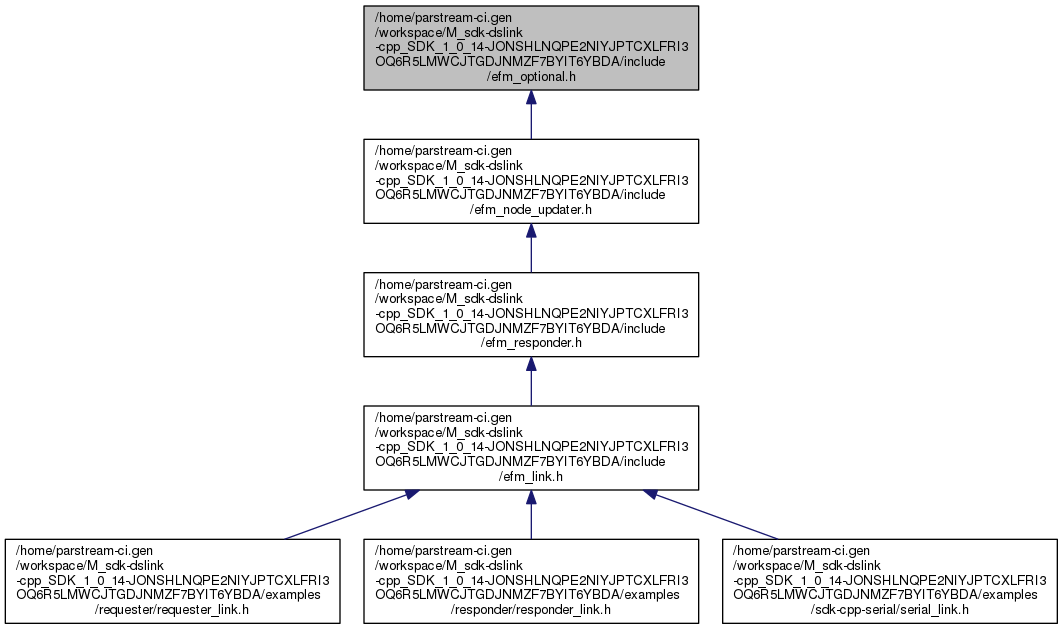 /home/parstream-ci.gen
/workspace/M_sdk-dslink
-cpp_SDK_1_0_14-JONSHLNQPE2NIYJPTCXLFRI3
OQ6R5LMWCJTGDJNMZF7BYIT6YBDA/include
/efm_optional.h
/home/parstream-ci.gen
/workspace/M_sdk-dslink
-cpp_SDK_1_0_14-JONSHLNQPE2NIYJPTCXLFRI3
OQ6R5LMWCJTGDJNMZF7BYIT6YBDA/include
/efm_node_updater.h
/home/parstream-ci.gen
/workspace/M_sdk-dslink
-cpp_SDK_1_0_14-JONSHLNQPE2NIYJPTCXLFRI3
OQ6R5LMWCJTGDJNMZF7BYIT6YBDA/include
/efm_responder.h
/home/parstream-ci.gen
/workspace/M_sdk-dslink
-cpp_SDK_1_0_14-JONSHLNQPE2NIYJPTCXLFRI3
OQ6R5LMWCJTGDJNMZF7BYIT6YBDA/include
/efm_link.h
/home/parstream-ci.gen
/workspace/M_sdk-dslink
-cpp_SDK_1_0_14-JONSHLNQPE2NIYJPTCXLFRI3
OQ6R5LMWCJTGDJNMZF7BYIT6YBDA/examples
/requester/requester_link.h
/home/parstream-ci.gen
/workspace/M_sdk-dslink
-cpp_SDK_1_0_14-JONSHLNQPE2NIYJPTCXLFRI3
OQ6R5LMWCJTGDJNMZF7BYIT6YBDA/examples
/responder/responder_link.h
/home/parstream-ci.gen
/workspace/M_sdk-dslink
-cpp_SDK_1_0_14-JONSHLNQPE2NIYJPTCXLFRI3
OQ6R5LMWCJTGDJNMZF7BYIT6YBDA/examples
/sdk-cpp-serial/serial_link.h